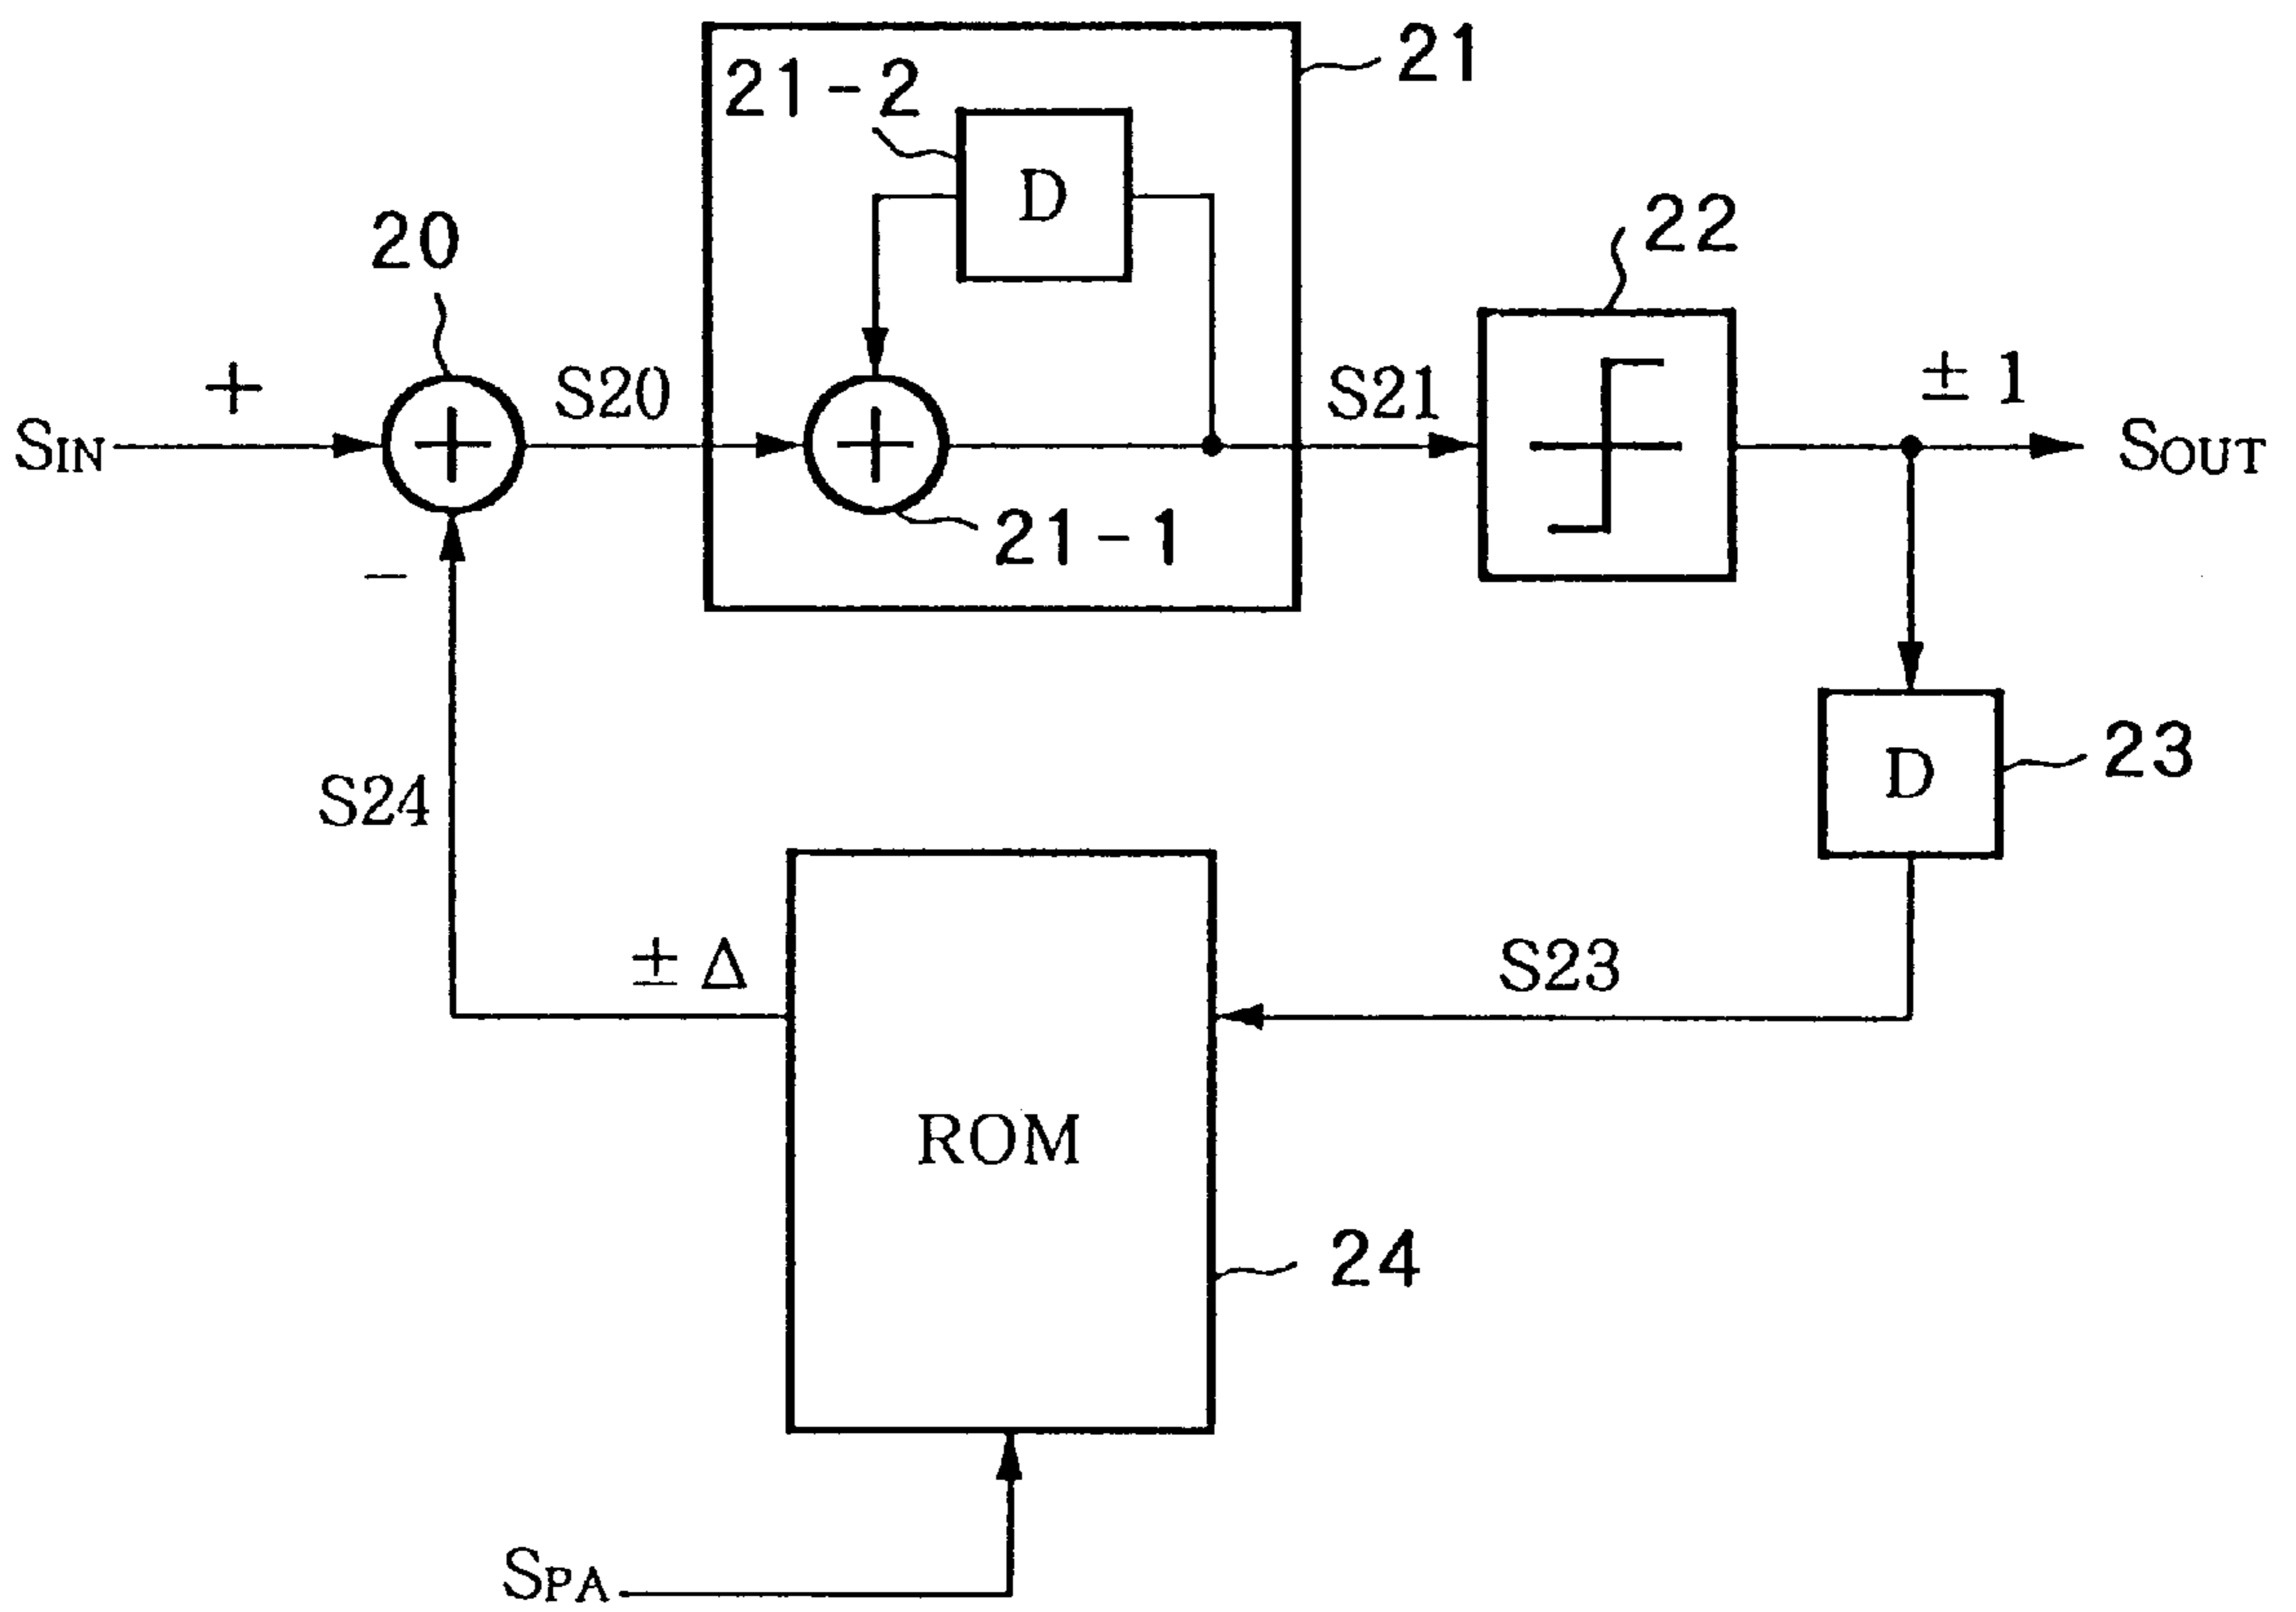 21
21-2
D
20
22
+
S20
S21
± 1
SIN
+
+
SOUT
21-1
−
D
23
S24
± Δ
S23
ROM
24
SPA